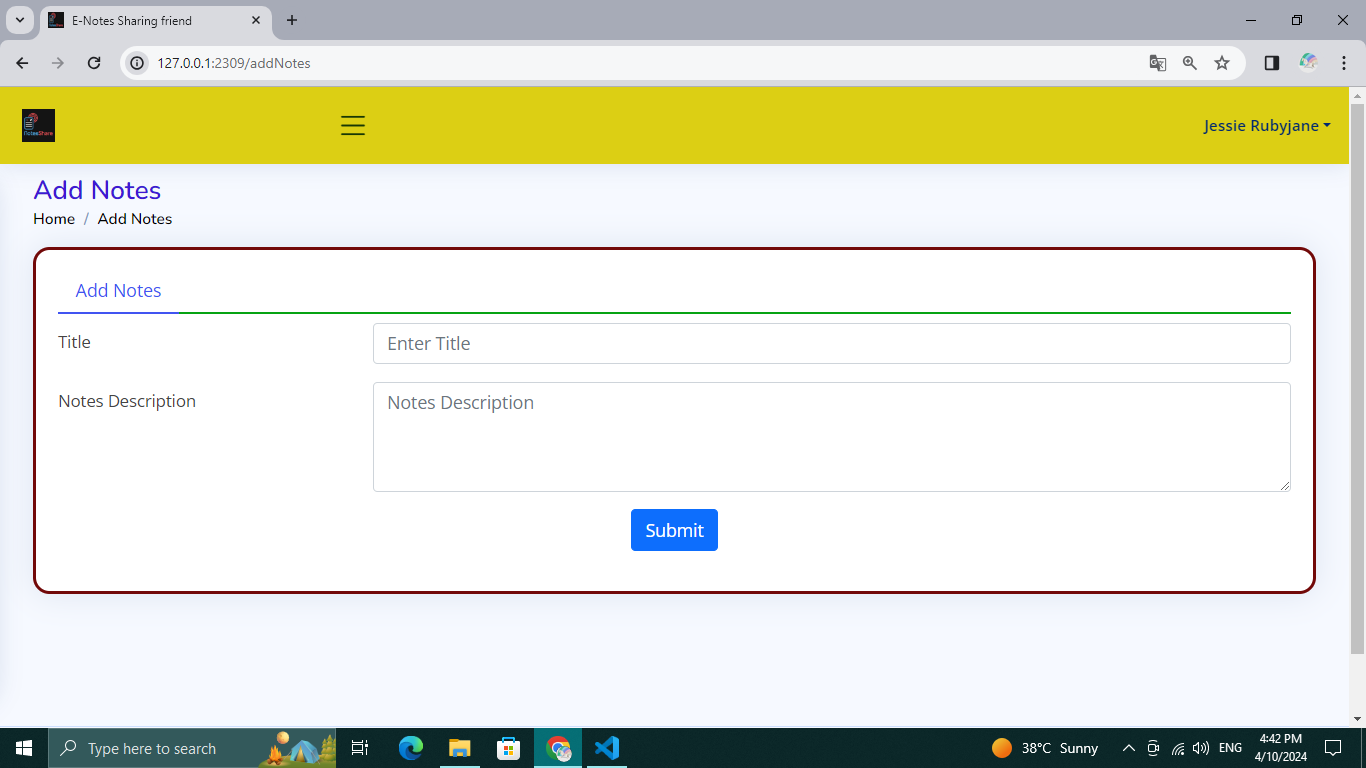 E-Notes Sharing friend
127.0.0.1:2309/addNotes
NotesShare
Jessie Rubyjane
Add Notes
Home / Add Notes
Add Notes
Title
Enter Title
Notes Description
Notes Description
Submit
Type here to search
38°C Sunny
ENG
4:42 PM
4/10/2024